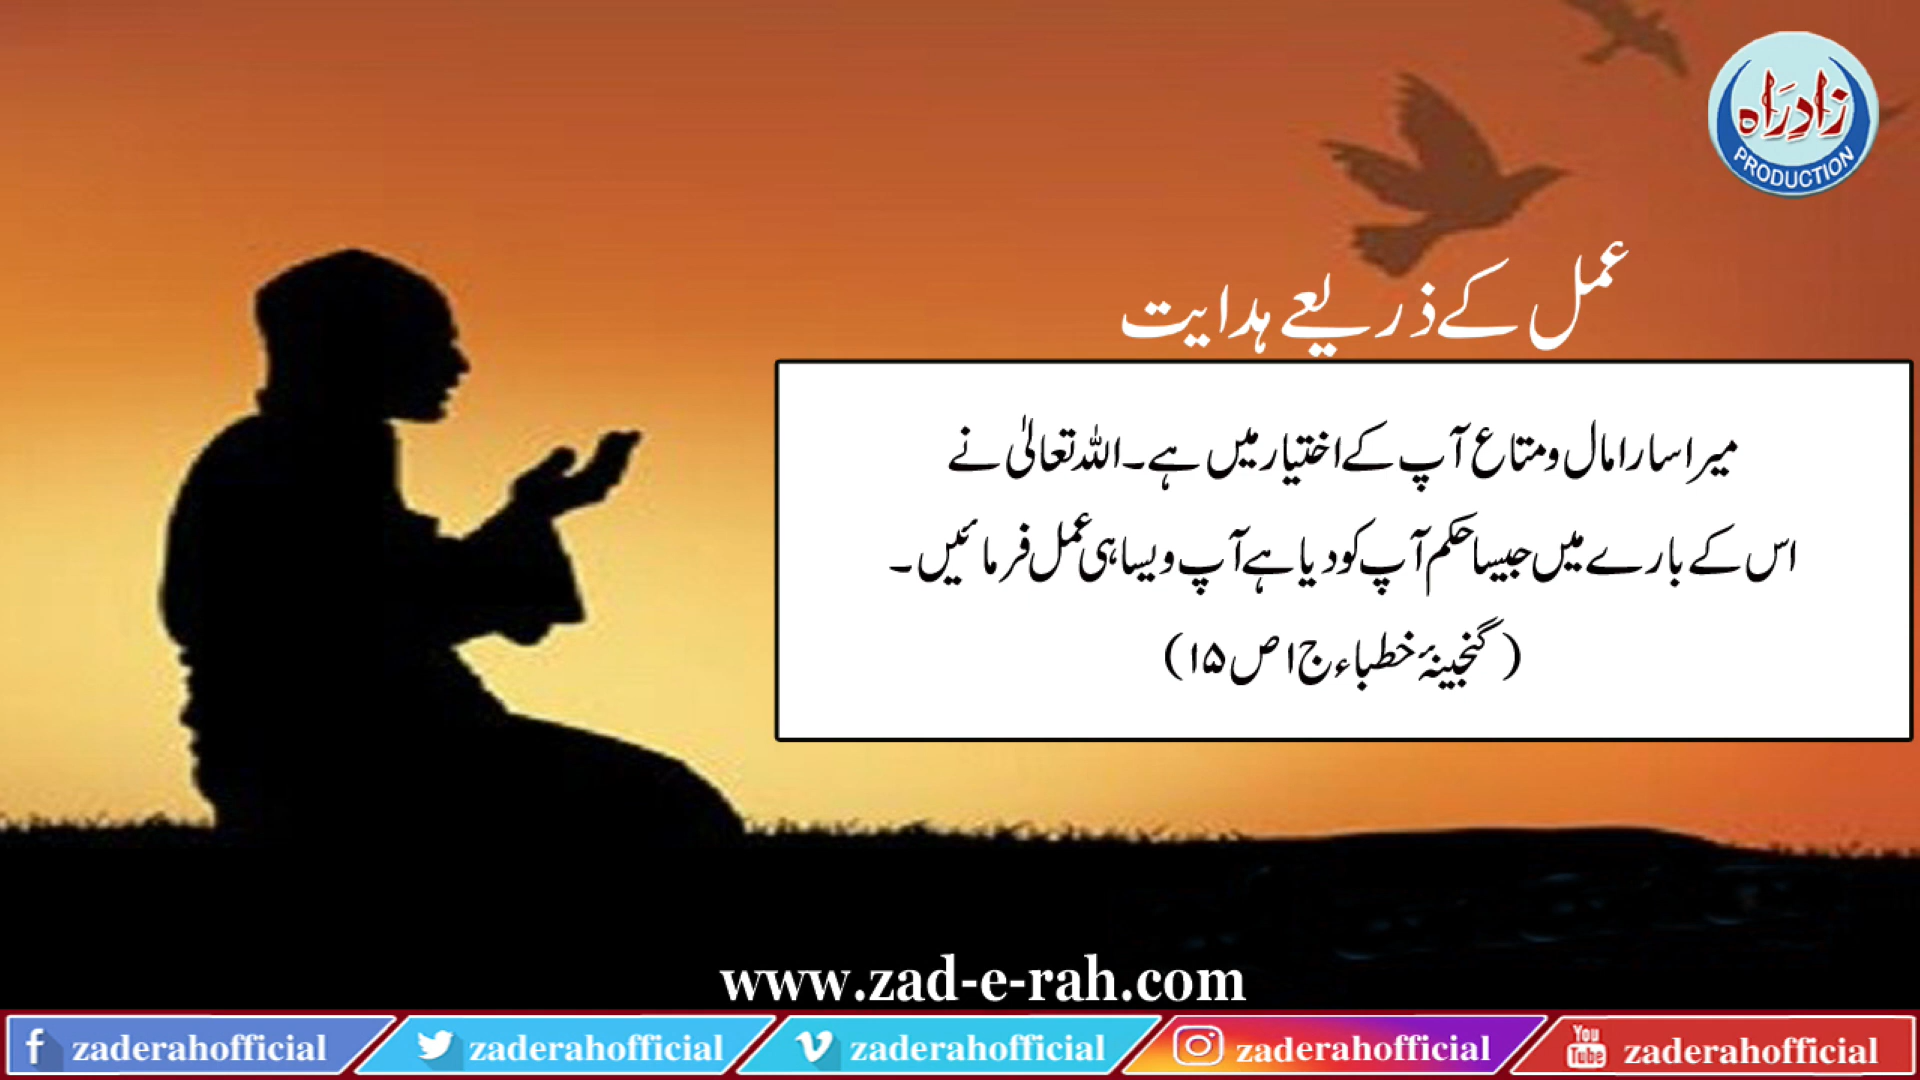 زادِرَاہ
PRODUCTION
عمل کے ذریعے ہدایت
میرا سارا مال و متاع آپ کے اختیار میں ہے۔ اللہ تعالیٰ نے
اس کے بارے میں جیسا حکم آپ کو دیا ہے آپ ویسا ہی عمل فرمائیں۔
(گنجینۂ خطباء ج ۱ ص ۱۵)
www.zad-e-rah.com
zaderahofficial zaderahofficial zaderahofficial zaderahofficial You Tube zaderahofficial